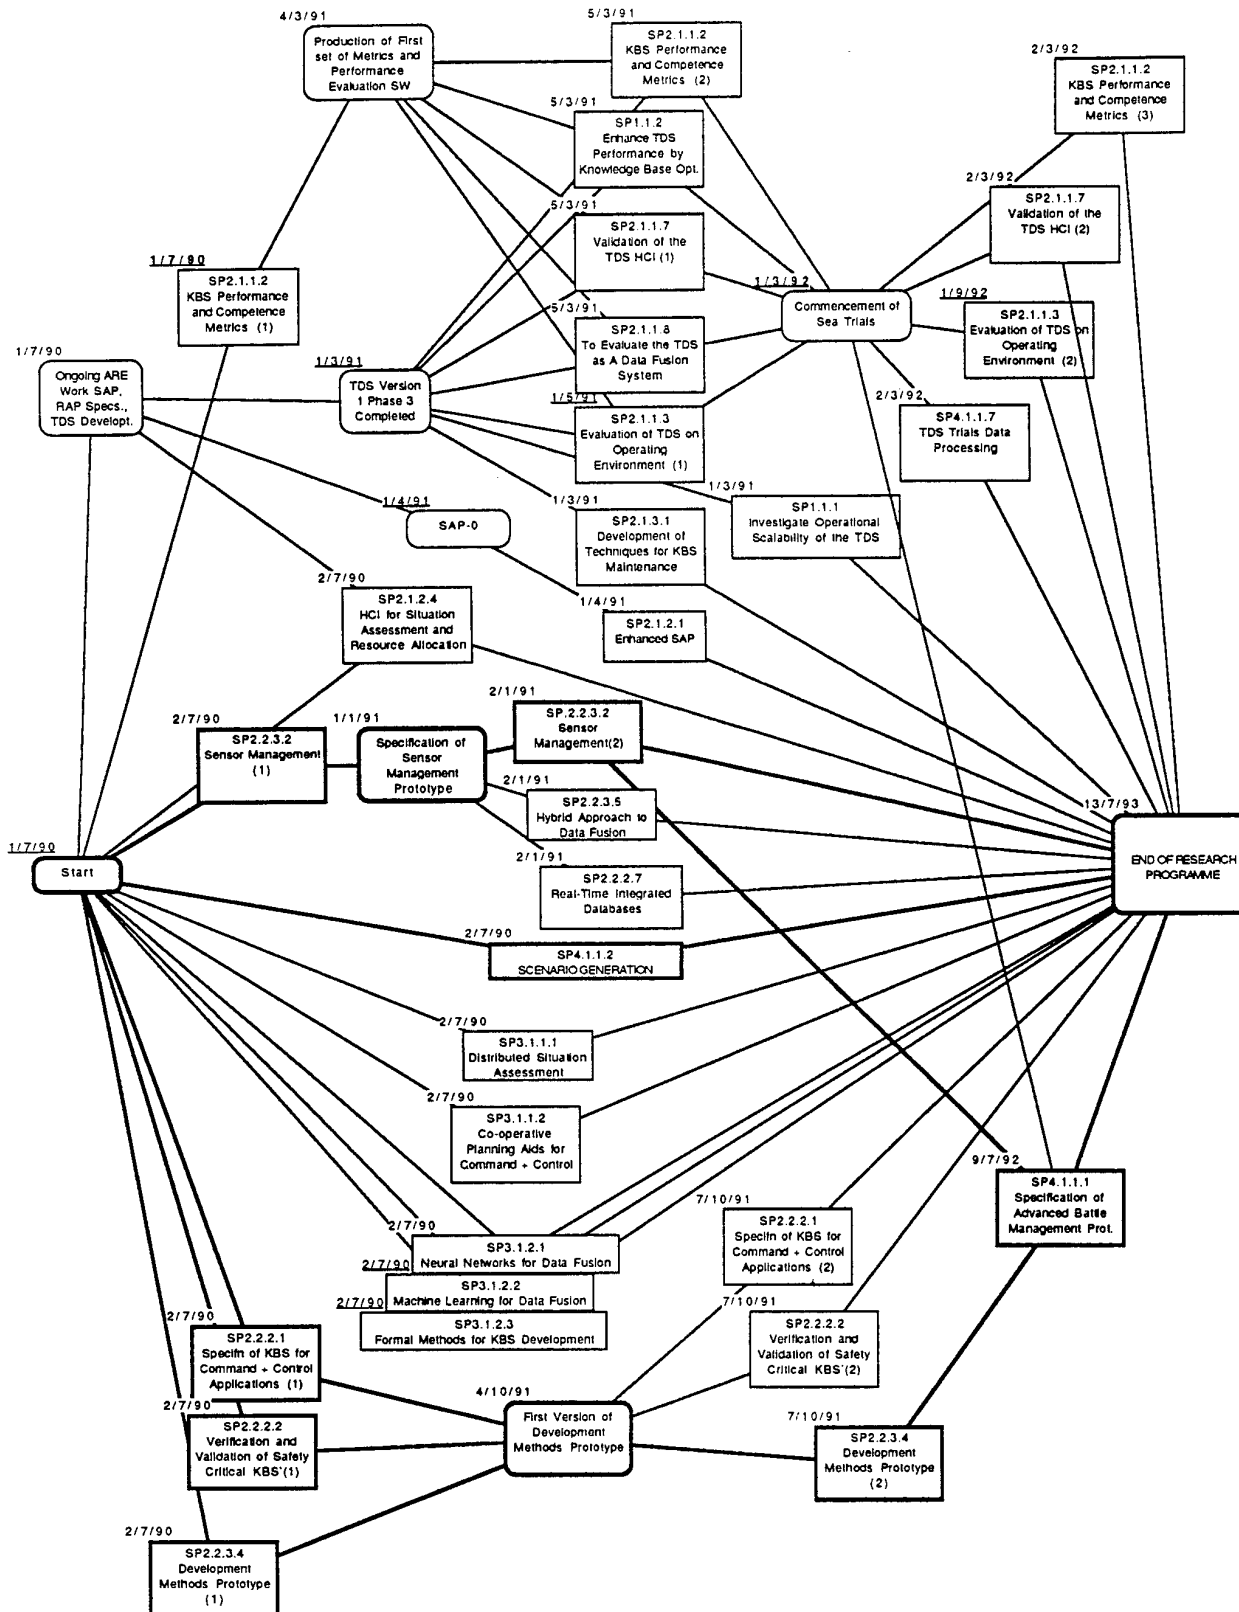 4/3/91
Production of First
set of Metrics and
Performance
Evaluation SW
5/3/91
SP2.1.1.2
KBS Performance
and Competence
Metrics (2)
2/3/92
SP2.1.1.2
KBS Performance
and Competence
Metrics (3)
5/3/91
SP1.1.2
Enhance TDS
Performance by
Knowledge Base Opt.
2/3/92
SP2.1.1.7
Validation of the
TDS HCI (2)
5/3/91
SP2.1.1.7
Validation of the
TDS HCI (1)
1/7/90
SP2.1.1.2
KBS Performance
and Competence
Metrics (1)
1/3/92
Commencement of
Sea Trials
1/9/92
SP2.1.1.3
Evaluation of TDS on
Operating
Environment (2)
5/3/91
SP2.1.1.8
To Evaluate the TDS
as A Data Fusion
System
1/7/90
Ongoing ARE
Work SAP,
RAP Specs.,
TDS Developt.
1/3/91
TDS Version
1 Phase 3
Completed
1/5/91
SP2.1.1.3
Evaluation of TDS on
Operating
Environment (1)
2/3/92
SP4.1.1.7
TDS Trials Data
Processing
1/4/91
SAP-0
1/3/91
SP2.1.3.1
Development of
Techniques for KBS
Maintenance
1/3/91
SP1.1.1
Investigate Operational
Scalability of the TDS
2/7/90
SP2.1.2.4
HCI for Situation
Assessment and
Resource Allocation
1/4/91
SP2.1.2.1
Enhanced SAP
2/7/90
SP2.2.3.2
Sensor Management
(1)
1/1/91
Specification of
Sensor
Management
Prototype
2/1/91
SP.2.2.3.2
Sensor
Management(2)
2/1/91
SP2.2.3.5
Hybrid Approach to
Data Fusion
13/7/93
END OF RESEARCH
PROGRAMME
1/7/90
Start
2/1/91
SP2.2.2.7
Real-Time Integrated
Databases
2/7/90
SP4.1.1.2
SCENARIO GENERATION
2/7/90
SP3.1.1.1
Distributed Situation
Assessment
2/7/90
SP3.1.1.2
Co-operative
Planning Aids for
Command + Control
9/7/92
SP4.1.1.1
Specification of
Advanced Battle
Management Prot.
2/7/90
SP3.1.2.1
Neural Networks for Data Fusion
2/7/90
SP3.1.2.2
Machine Learning for Data Fusion
2/7/90
SP3.1.2.3
Formal Methods for KBS Development
7/10/91
SP2.2.2.1
Specifn of KBS for
Command + Control
Applications (2)
7/10/91
SP2.2.2.2
Verification and
Validation of Safety
Critical KBS'(2)
2/7/90
SP2.2.2.1
Specifn of KBS for
Command + Control
Applications (1)
2/7/90
SP2.2.2.2
Verification and
Validation of Safety
Critical KBS'(1)
4/10/91
First Version of
Development
Methods Prototype
7/10/91
SP2.2.3.4
Development
Methods Prototype
(2)
2/7/90
SP2.2.3.4
Development
Methods Prototype
(1)